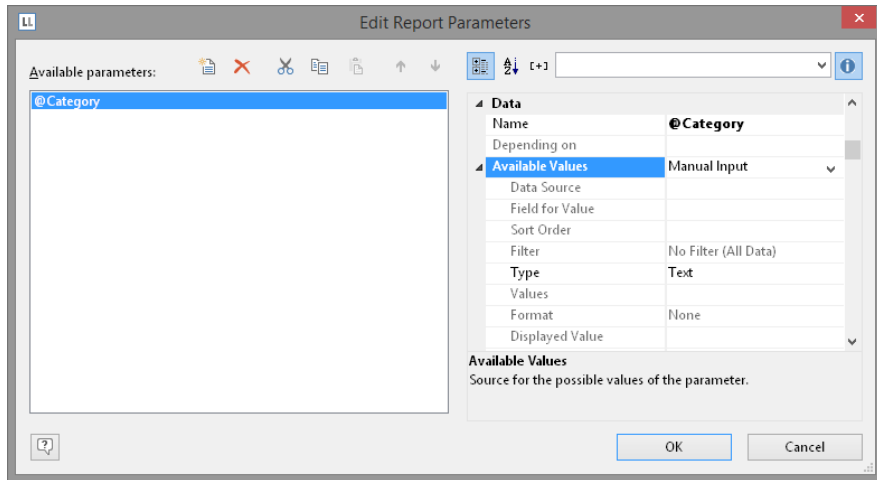 LL Edit Report Parameters
Available parameters:
@Category
Data
Name @Category
Depending on
Available Values Manual Input
Data Source
Field for Value
Sort Order
Filter No Filter (All Data)
Type Text
Values
Format None
Displayed Value
Available Values
Source for the possible values of the parameter.
OK Cancel